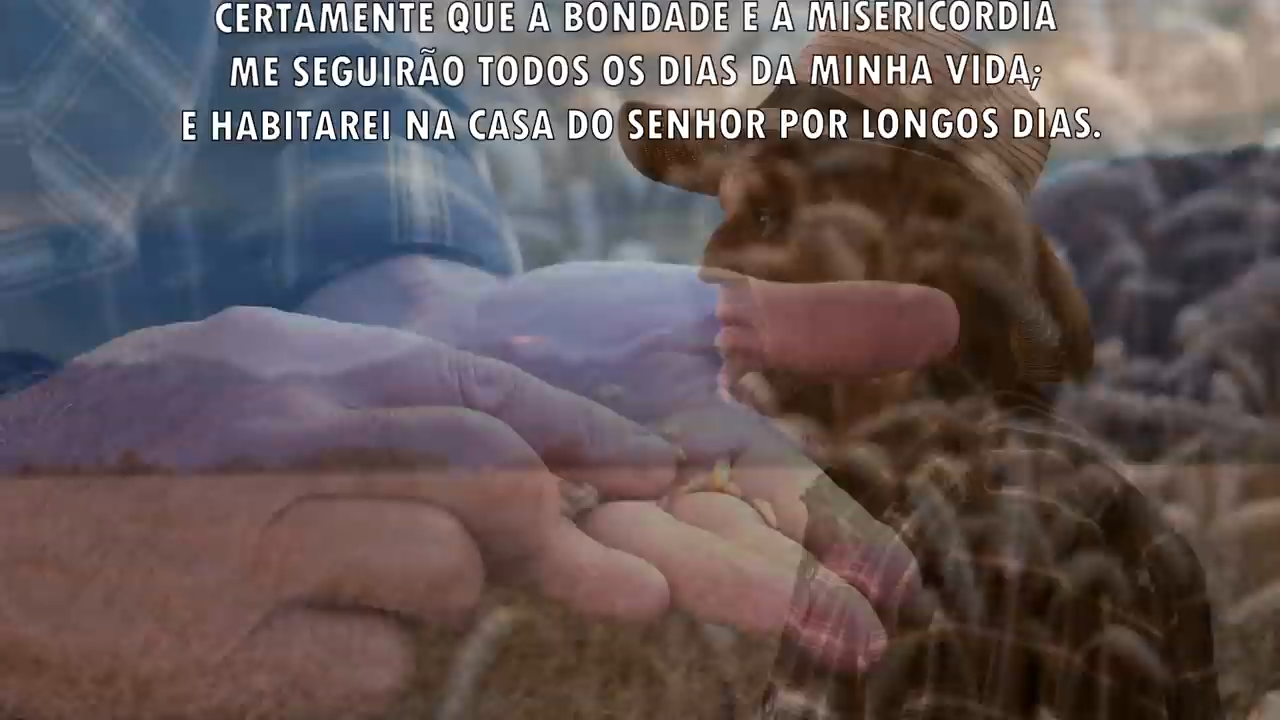 CERTAMENTE QUE A BONDADE E A MISERICÓRDIA
ME SEGUIRÃO TODOS OS DIAS DA MINHA VIDA;
E HABITAREI NA CASA DO SENHOR POR LONGOS DIAS.